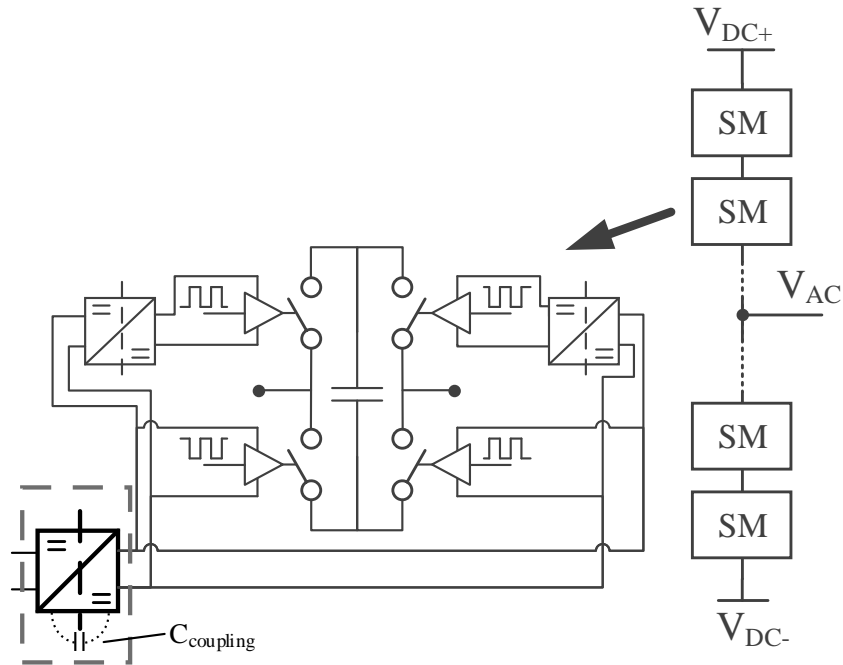 V_DC+
SM
SM
V_AC
SM
SM
V_DC-
C_coupling